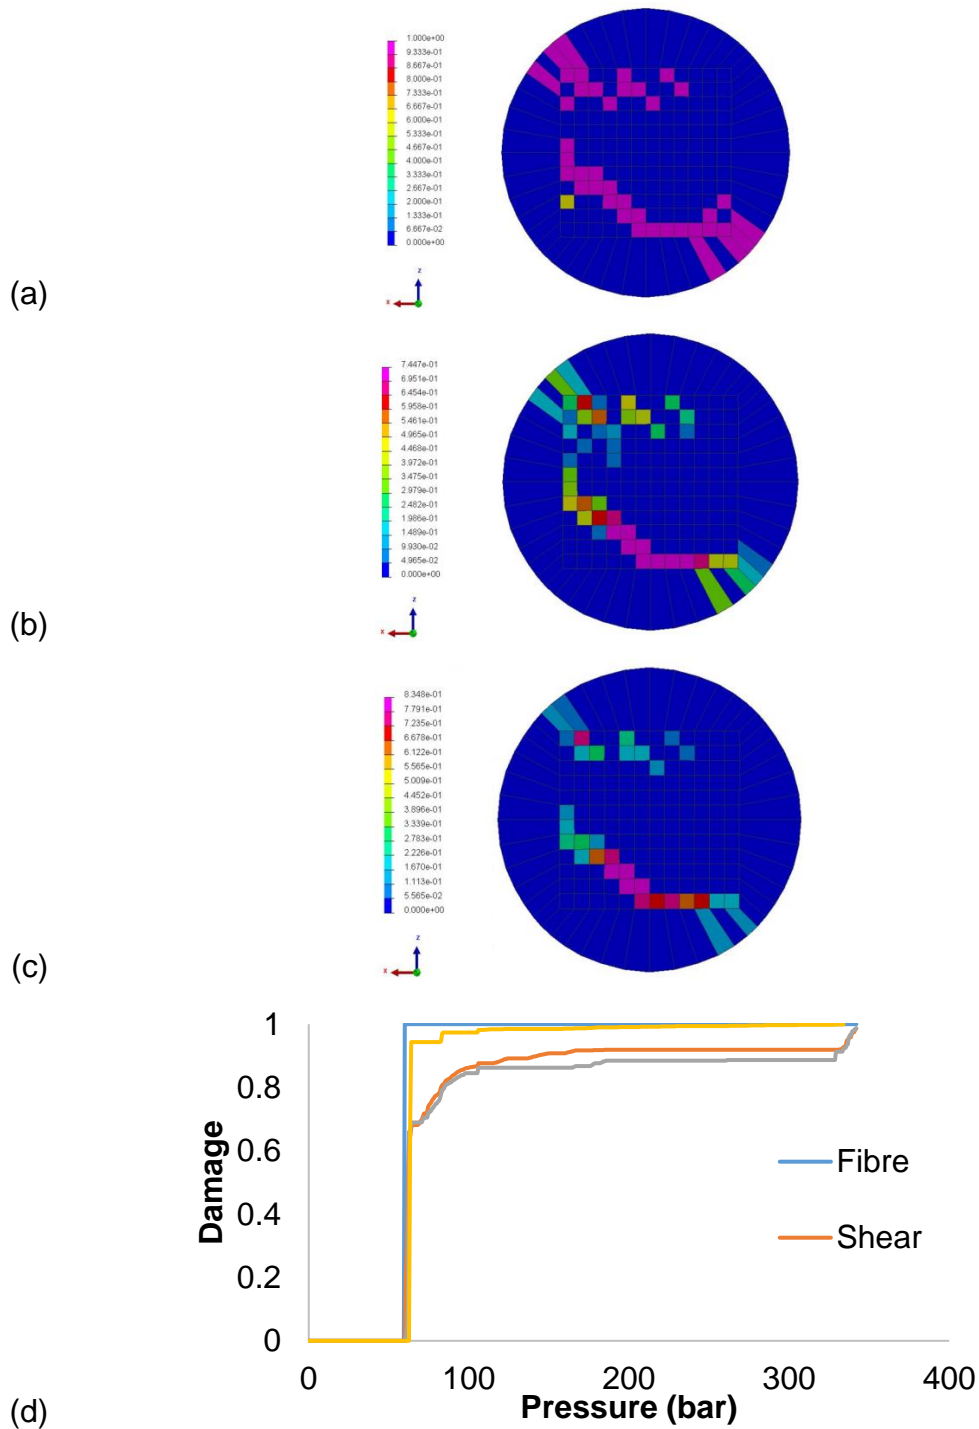 1.000e+00
9.333e-01
8.667e-01
8.000e-01
7.333e-01
6.667e-01
6.000e-01
5.333e-01
4.667e-01
4.000e-01
3.333e-01
2.667e-01
2.000e-01
1.333e-01
6.667e-02
0.000e+00
z
x
(a)
7.447e-01
6.951e-01
6.454e-01
5.958e-01
5.461e-01
4.965e-01
4.468e-01
3.972e-01
3.475e-01
2.979e-01
2.482e-01
1.986e-01
1.489e-01
9.930e-02
4.965e-02
0.000e+00
z
x
(b)
8.348e-01
7.791e-01
7.235e-01
6.678e-01
6.122e-01
5.565e-01
5.009e-01
4.452e-01
3.896e-01
3.339e-01
2.783e-01
2.226e-01
1.670e-01
1.113e-01
5.565e-02
0.000e+00
z
x
(c)
1
0.8
0.6
0.4
0.2
0
Damage
Fibre
Shear
0 100 200 300 400
Pressure (bar)
(d)